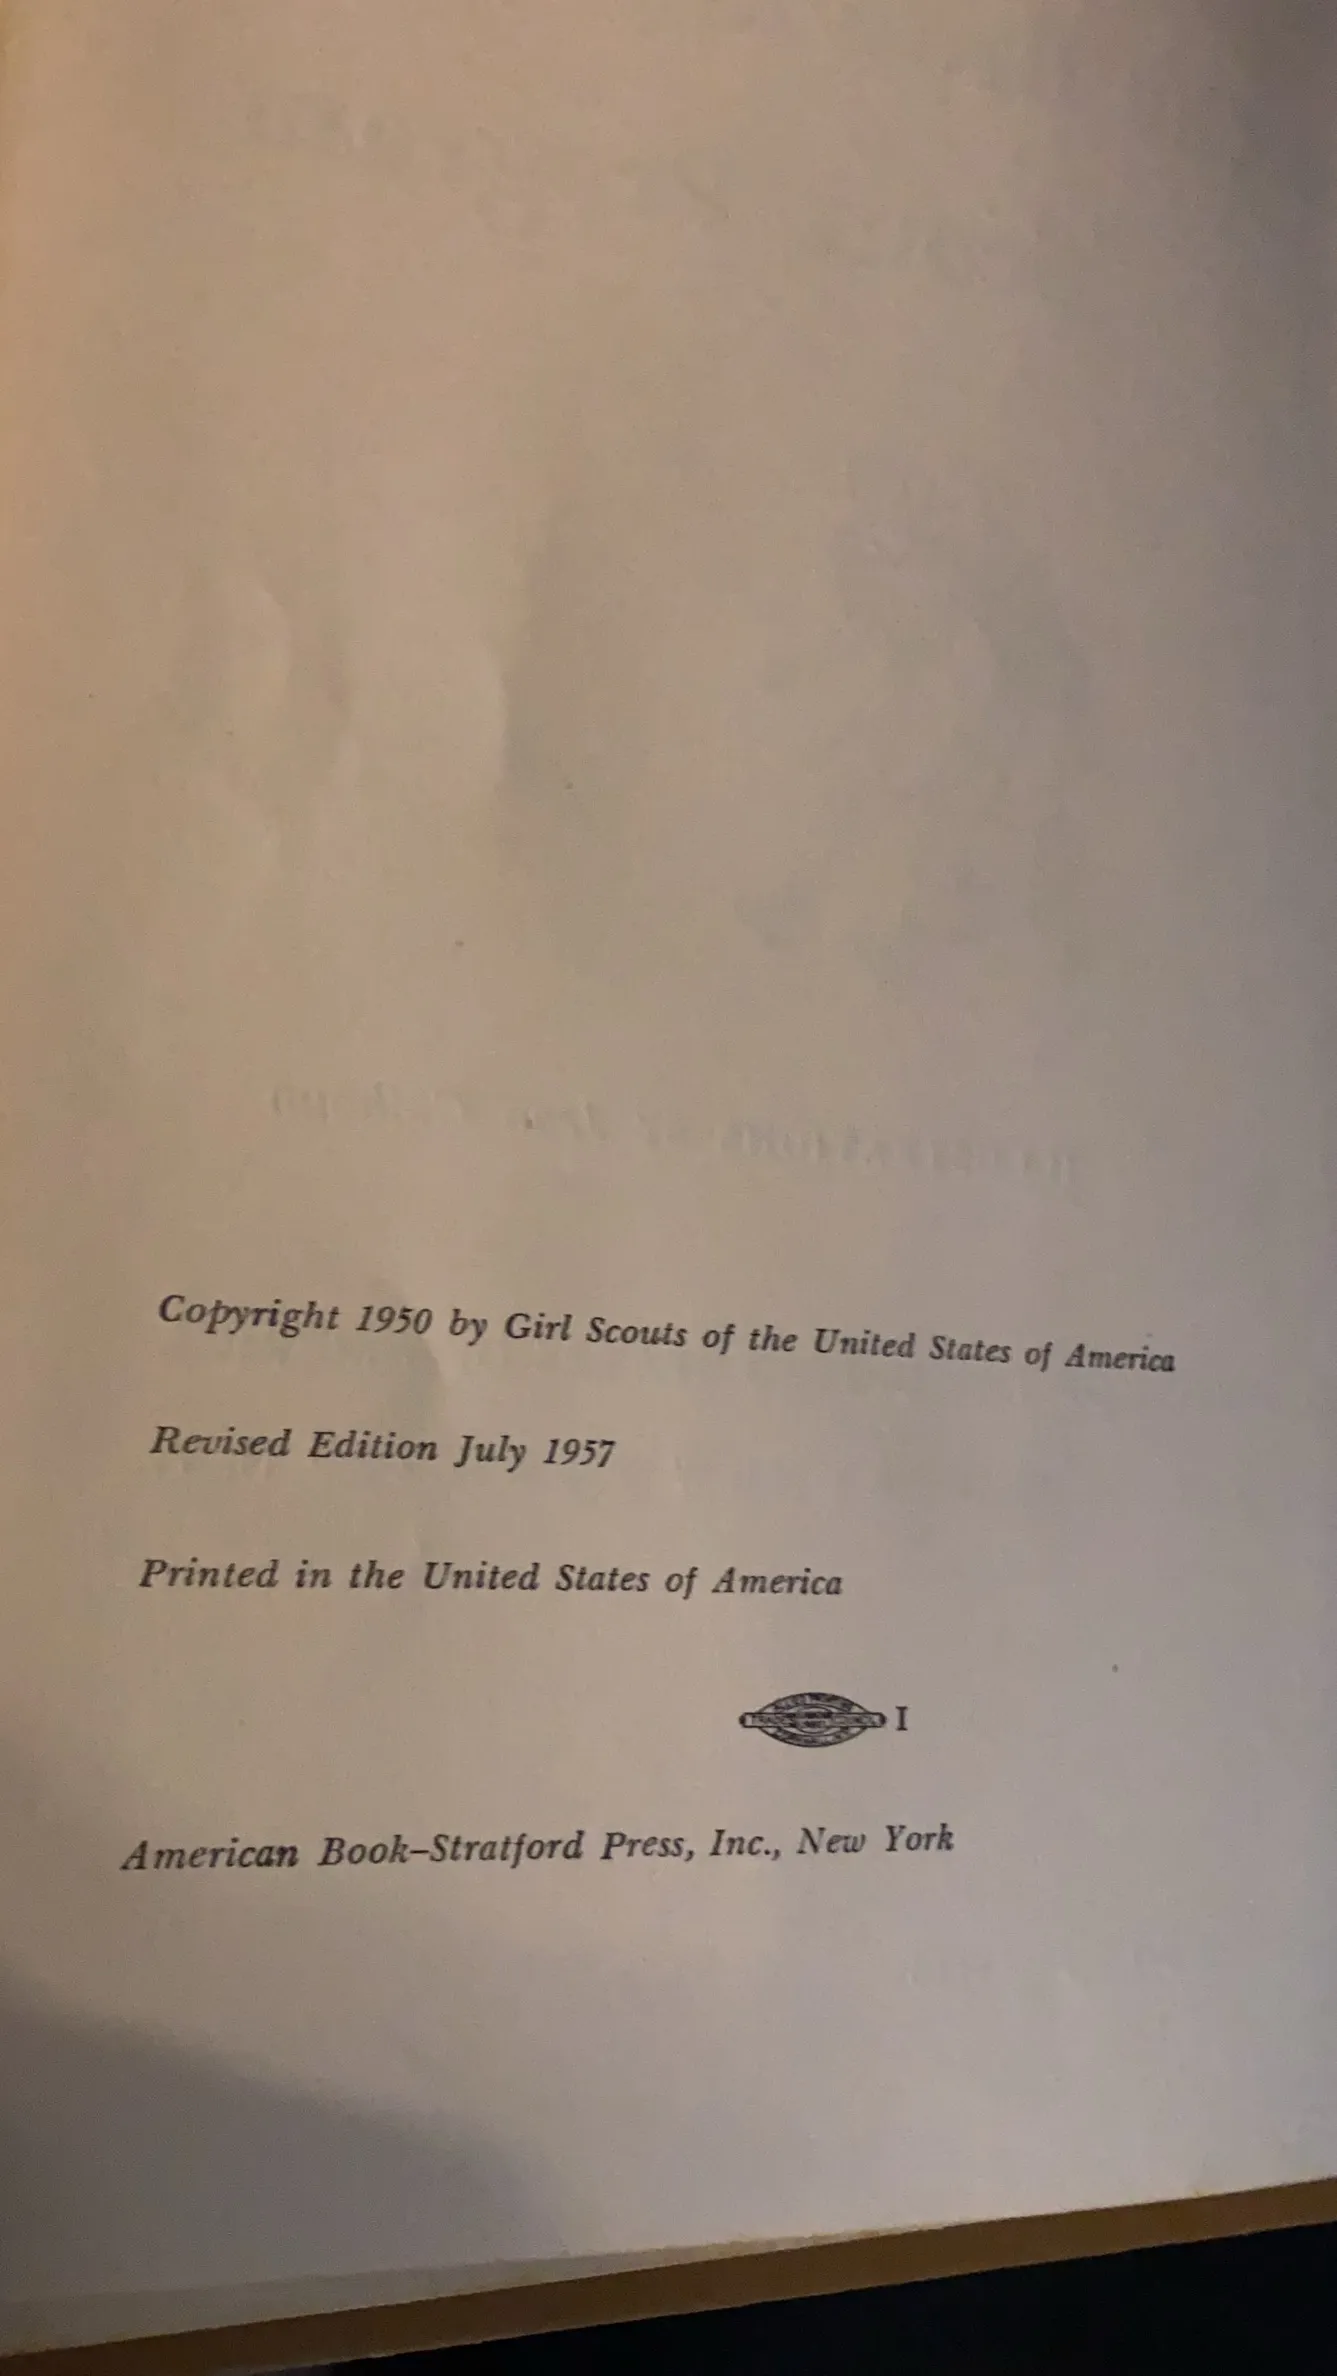 Copyright 1950 by Girl Scouts of the United States of America
Revised Edition July 1957
Printed in the United States of America
I
American Book–Stratford Press, Inc., New York